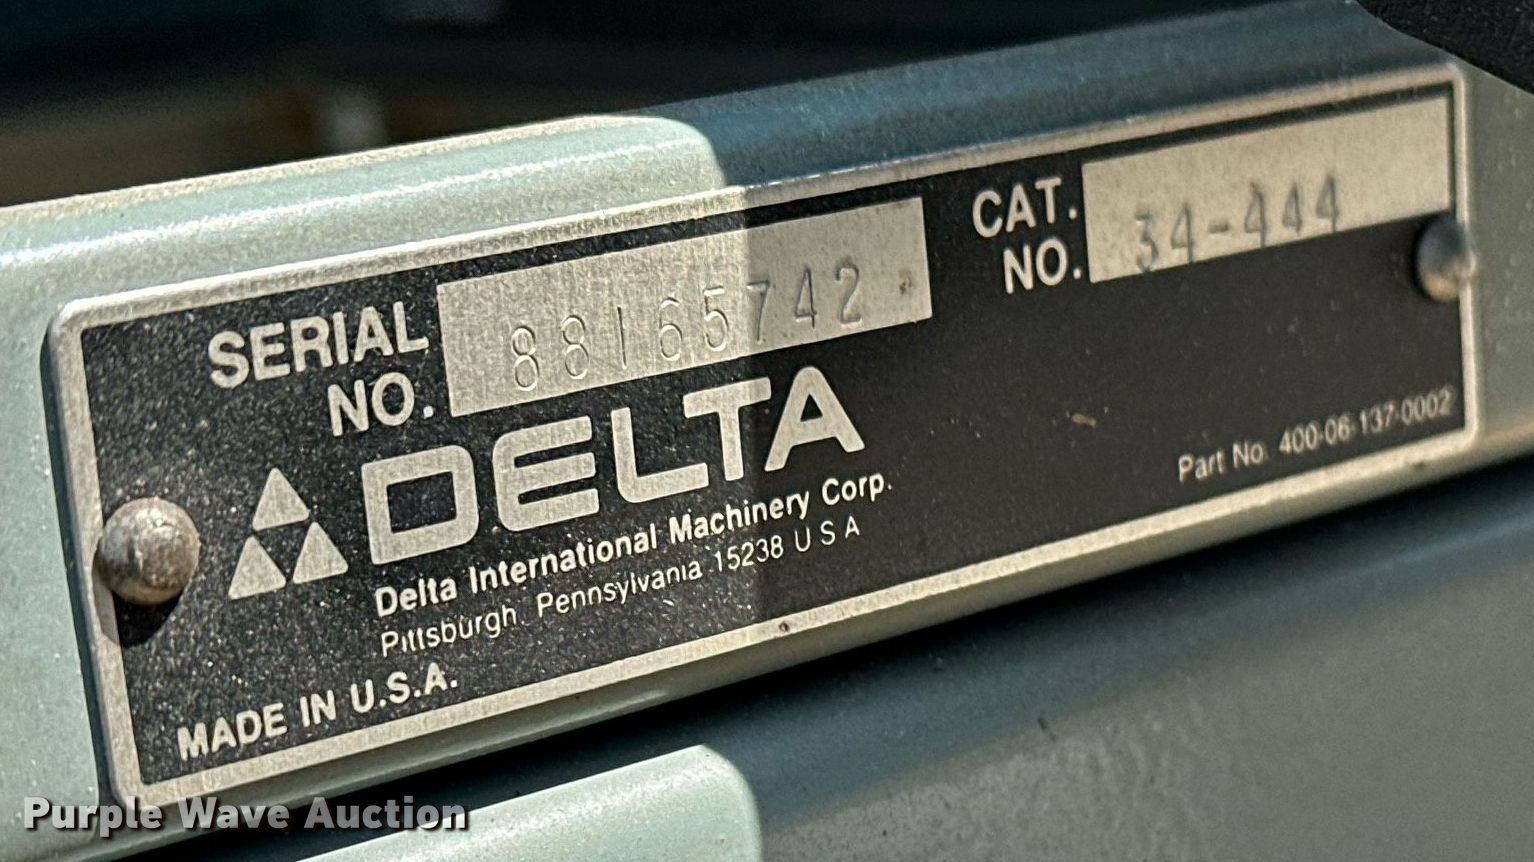 SERIAL NO. 88165742
CAT. NO. 34-444
DELTA
Delta International Machinery Corp.
Pittsburgh, Pennsylvania 15238 U S A
MADE IN U.S.A.
Part No. 400-06-137-0002
Purple Wave Auction